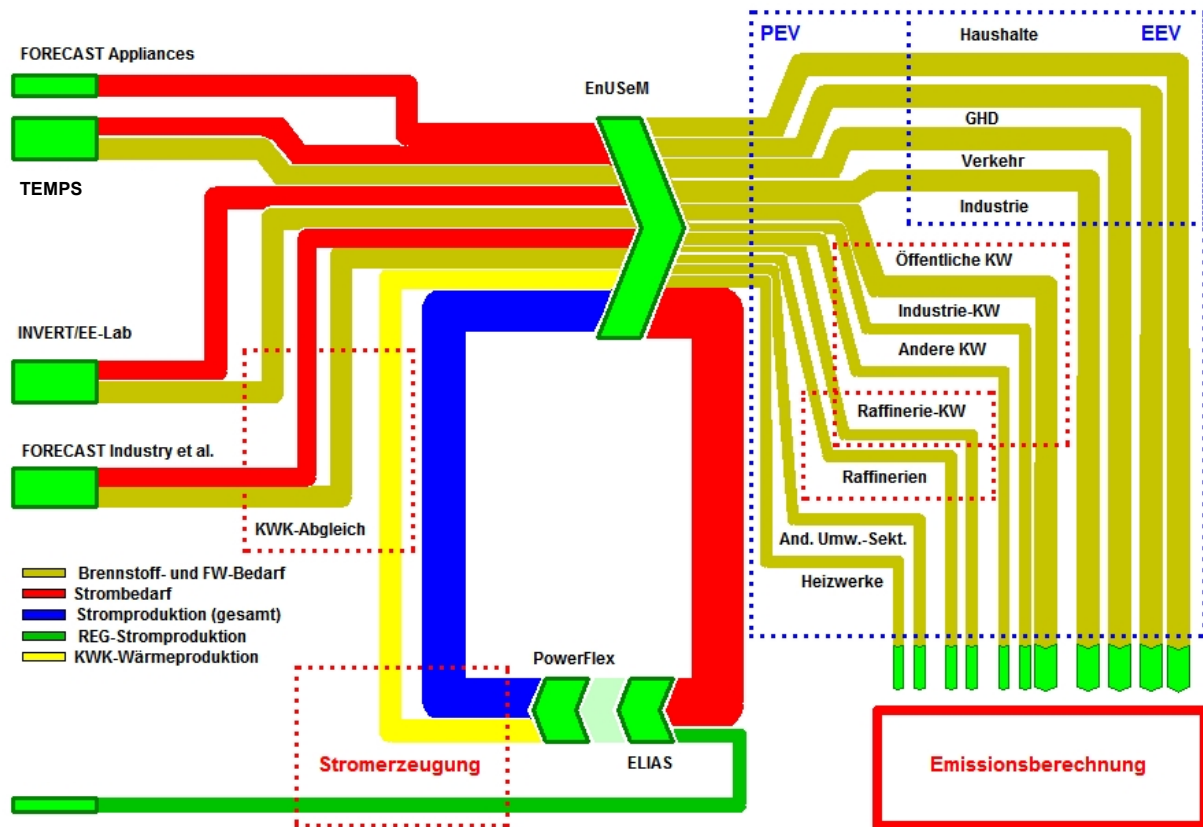 PEV
EEV
Haushalte
FORECAST Appliances
EnUSeM
GHD
Verkehr
TEMPS
Industrie
Öffentliche KW
Industrie-KW
INVERT/EE-Lab
Andere KW
Raffinerie-KW
FORECAST Industry et al.
Raffinerien
KWK-Abgleich
And. Umw.-Sekt.
Heizwerke
Brennstoff- und FW-Bedarf
Strombedarf
Stromproduktion (gesamt)
REG-Stromproduktion
KWK-Wärmeproduktion
PowerFlex
ELIAS
Stromerzeugung
Emissionsberechnung